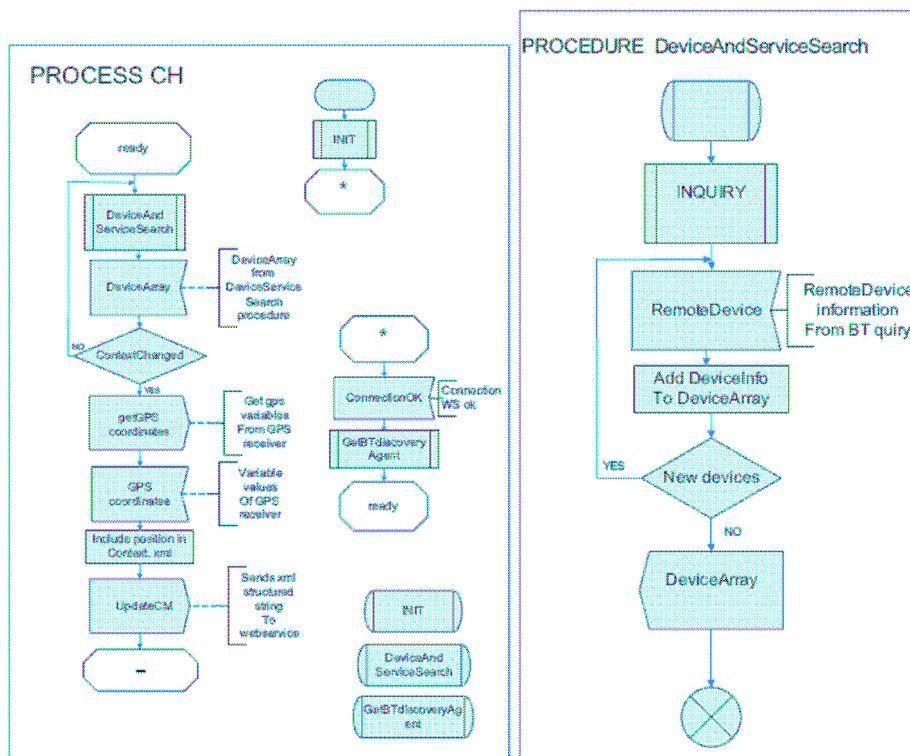 PROCESS CH
ready
DeviceAnd
ServiceSearch
DeviceArray
DeviceArray
from
DeviceService
Search
procedure
NO
ContextChanged
YES
getGPS
coordinates
Get gps
variables
From GPS
receiver
GPS
coordinates
Variable
values
Of GPS
receiver
Include position in
Context. xml
UpdateCM
Sends xml
structured
string
To
webservice
-
INIT
*
*
ConnectionOK
Connection
WS ok
GetBTdiscovery
Agent
ready
INIT
DeviceAnd
ServiceSearch
GetBTdiscoveryAg
ent
PROCEDURE DeviceAndServiceSearch
INQUIRY
RemoteDevice
RemoteDevice
information
From BT quiry
Add DeviceInfo
To DeviceArray
YES
New devices
NO
DeviceArray